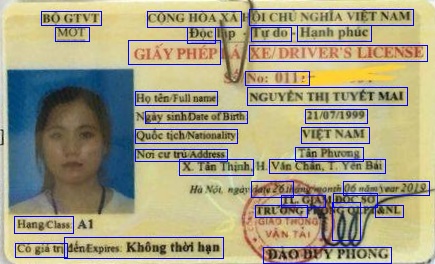 BỘ GTVT
MOT
CỘNG HÒA XÃ HỘI CHỦ NGHĨA VIỆT NAM
Độc lập - Tự do - Hạnh phúc
GIẤY PHÉP LÁI XE/DRIVER'S LICENSE
Số/No: 011
Họ tên/Full name NGUYỄN THỊ TUYẾT MAI
Ngày sinh/Date of Birth 21/07/1999
Quốc tịch/Nationality VIỆT NAM
Nơi cư trú/Address Tân Phương
X. Tân Thịnh, H. Văn Chấn, T. Yên Bái
Hà Nội, ngày/date 26 tháng/month 06 năm/year 2019
TL. GIÁM ĐỐC SỞ
TRƯỞNG PHÒNG QLPT&NL
GIAO THÔNG
VẬN TẢI
Hạng/Class: A1
Có giá trị đến/Expires: Không thời hạn
ĐÀO DUY PHONG